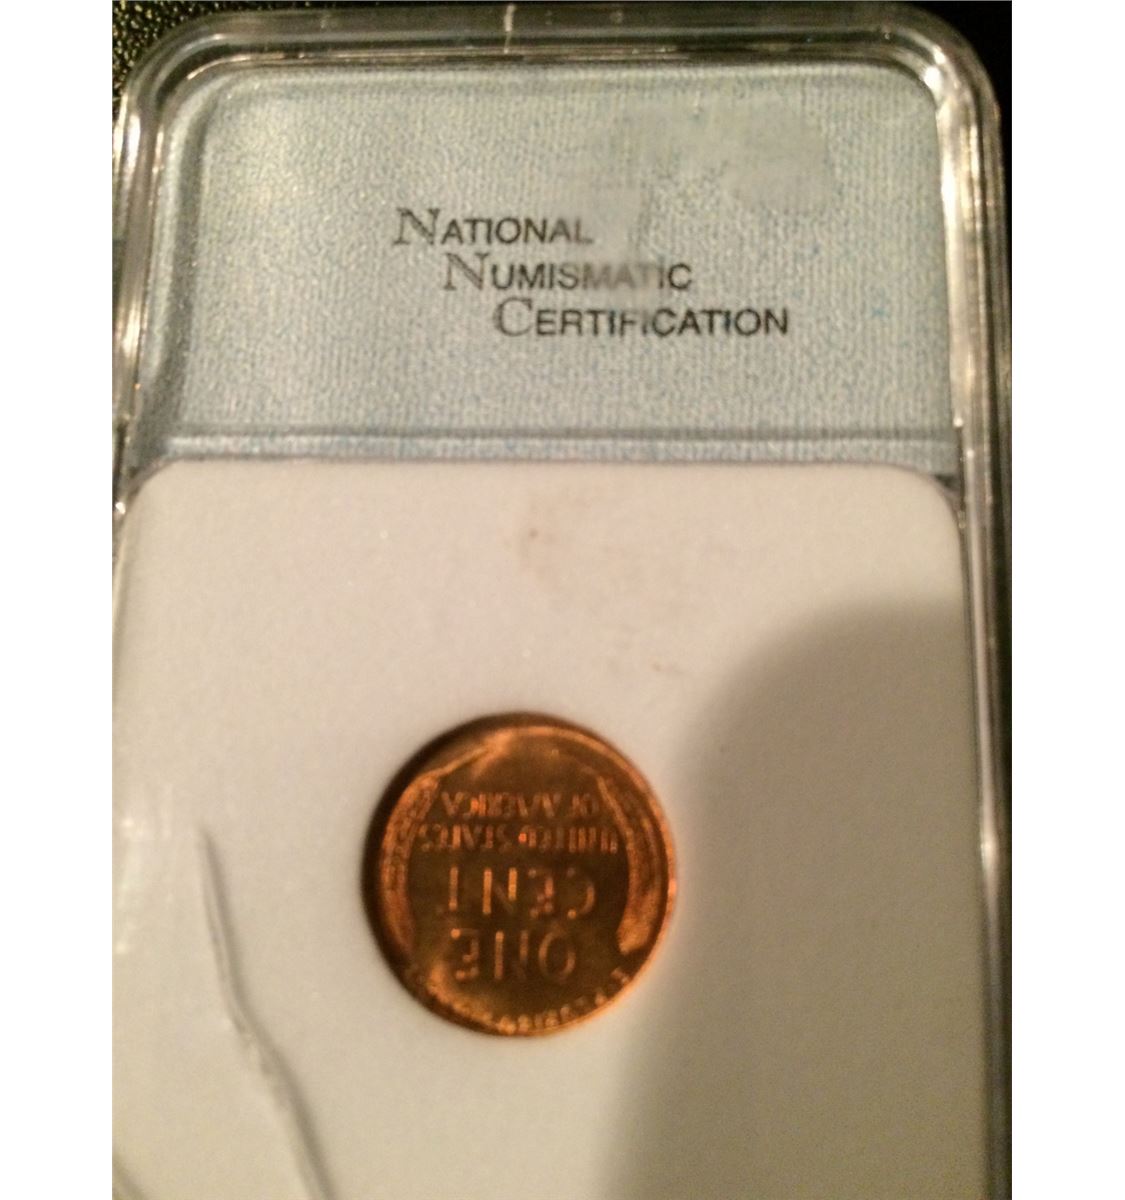 NATIONAL
NUMISMATIC
CERTIFICATION
ONE
CENT
UNITED STATES
OF AMERICA